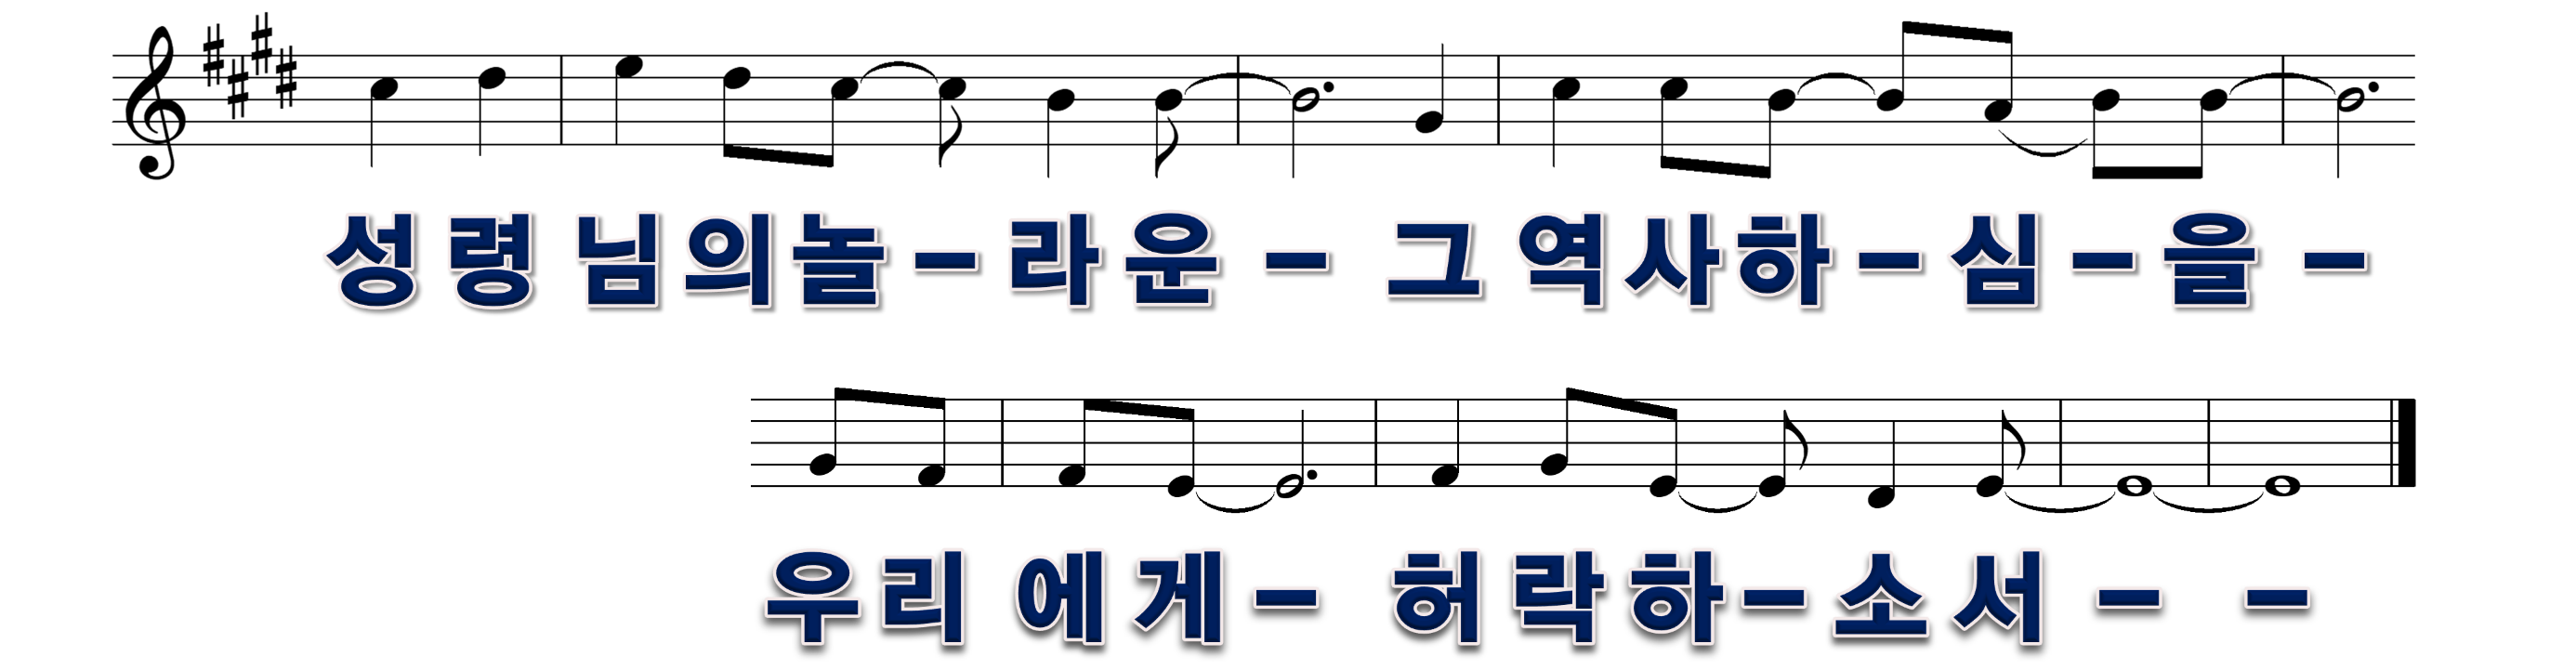 성령 님의놀-라운 - 그 역사하-심-을 -
우리 에게- 허락하-소서 - -